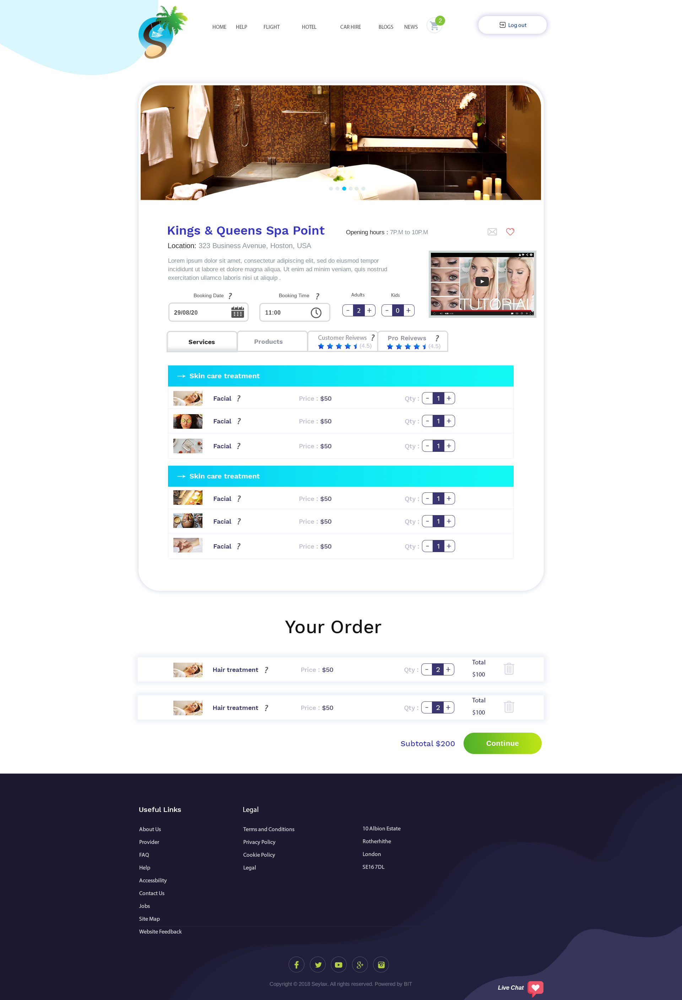 HOME HELP FLIGHT HOTEL CAR HIRE BLOGS NEWS 2 Log out
Kings & Queens Spa Point
Opening hours : 7P.M to 10P.M
Location: 323 Business Avenue, Hoston, USA
Lorem ipsum dolor sit amet, consectetur adipiscing elit, sed do eiusmod tempor
incididunt ut labore et dolore magna aliqua. Ut enim ad minim veniam, quis nostrud
exercitation ullamco laboris nisi ut aliquip .
TUTORIAL
Booking Date ? Booking Time ? Adults Kids
29/08/20 11:00 - 2 + - 0 +
Services Products Customer Reivews ? Pro Reivews ?
(4.5) (4.5)
Skin care treatment
Facial ? Price : $50 Qty : - 1 +
Facial ? Price : $50 Qty : - 1 +
Facial ? Price : $50 Qty : - 1 +
Skin care treatment
Facial ? Price : $50 Qty : - 1 +
Facial ? Price : $50 Qty : - 1 +
Facial ? Price : $50 Qty : - 1 +
Your Order
Hair treatment ? Price : $50 Qty : - 2 + Total
$100
Hair treatment ? Price : $50 Qty : - 2 + Total
$100
Subtotal $200 Continue
Useful Links
About Us
Provider
FAQ
Help
Accessbility
Contact Us
Jobs
Site Map
Website Feedback
Legal
Terms and Conditions
Privacy Policy
Cookie Policy
Legal
10 Albion Estate
Rotherhithe
London
SE16 7DL
Copyright © 2018 Seylax. All rights reserved. Powered by BIT
Live Chat